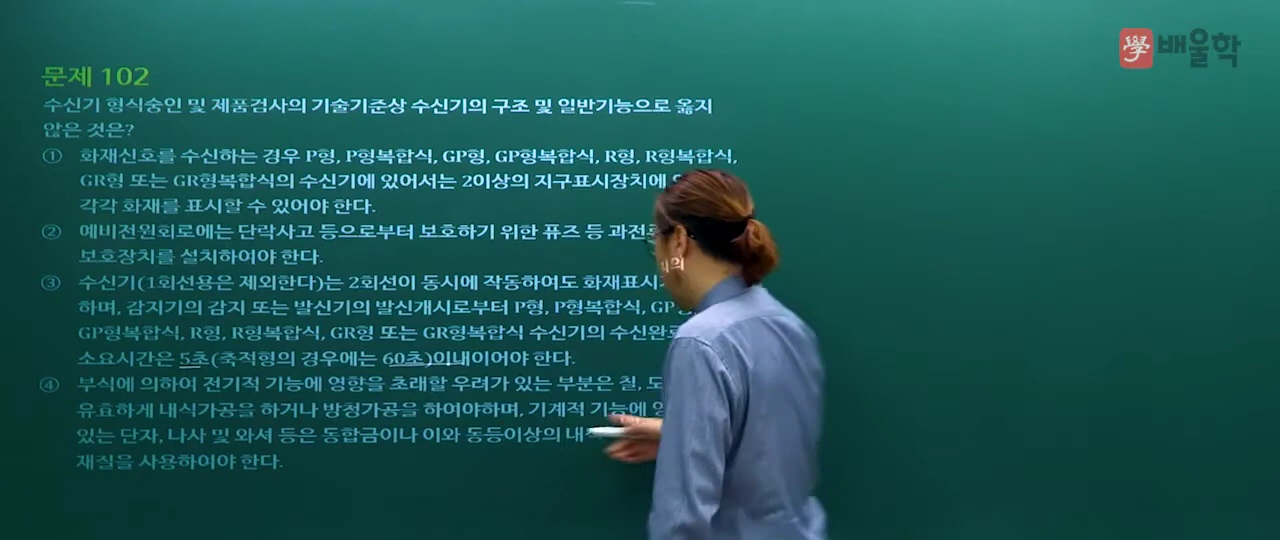 學 배울학
문제 102
수신기 형식승인 및 제품검사의 기술기준상 수신기의 구조 및 일반기능으로 옳지
않은 것은?
① 화재신호를 수신하는 경우 P형, P형복합식, GP형, GP형복합식, R형, R형복합식,
GR형 또는 GR형복합식의 수신기에 있어서는 2이상의 지구표시장치에
각각 화재를 표시할 수 있어야 한다.
② 예비전원회로에는 단락사고 등으로부터 보호하기 위한 퓨즈 등 과전
보호장치를 설치하여야 한다.
③ 수신기(1회선용은 제외한다)는 2회선이 동시에 작동하여도 화재표시
하며, 감지기의 감지 또는 발신기의 발신개시로부터 P형, P형복합식, GP
GP형복합식, R형, R형복합식, GR형 또는 GR형복합식 수신기의 수신완
소요시간은 5초(축적형의 경우에는 60초)이내이어야 한다.
④ 부식에 의하여 전기적 기능에 영향을 초래할 우려가 있는 부분은 칠, 도
유효하게 내식가공을 하거나 방청가공을 하여야하며, 기계적 기능에
있는 단자, 나사 및 와셔 등은 동합금이나 이와 동등이상의 내
재질을 사용하여야 한다.